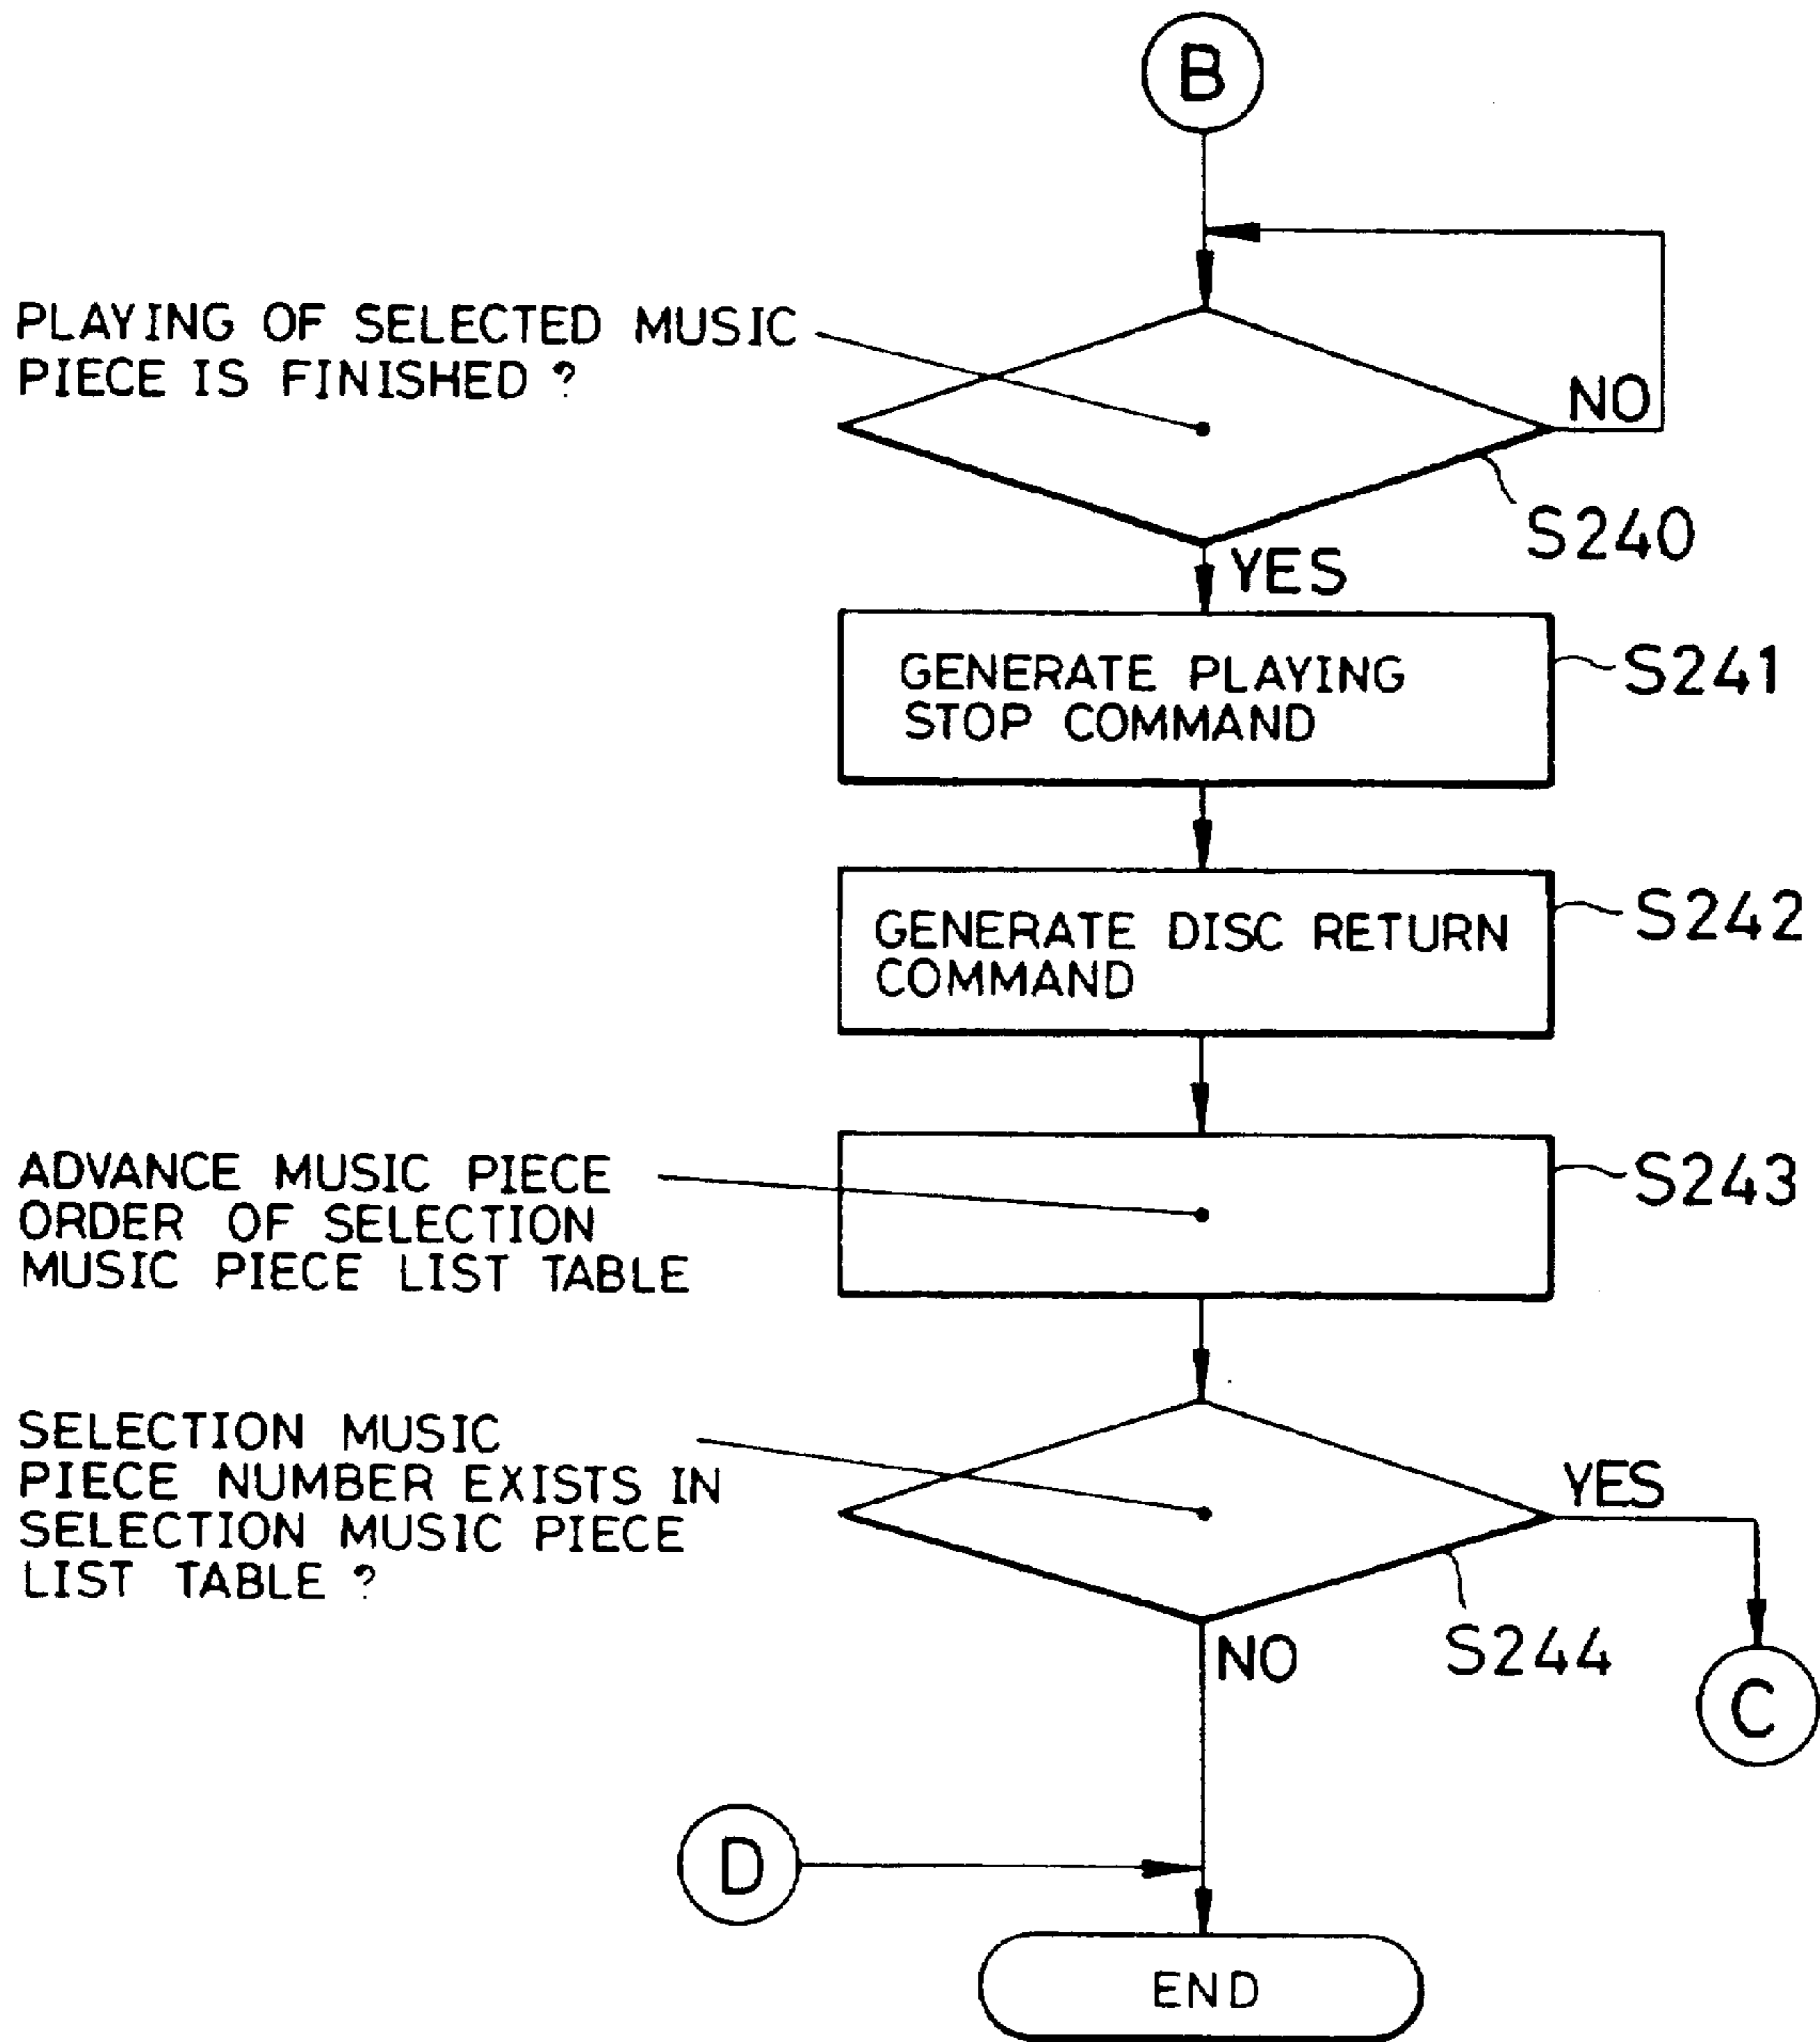 B
PLAYING OF SELECTED MUSIC
PIECE IS FINISHED ?
NO
S240
YES
GENERATE PLAYING
STOP COMMAND
S241
GENERATE DISC RETURN
COMMAND
S242
ADVANCE MUSIC PIECE
ORDER OF SELECTION
MUSIC PIECE LIST TABLE
S243
SELECTION MUSIC
PIECE NUMBER EXISTS IN
SELECTION MUSIC PIECE
LIST TABLE ?
YES
S244
NO
C
D
END